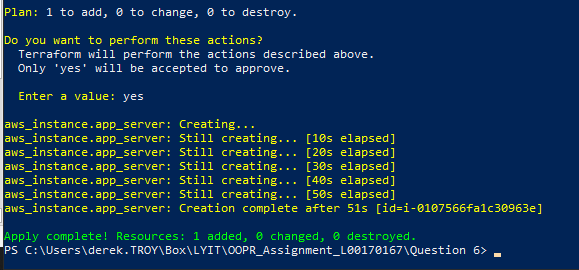 Plan: 1 to add, 0 to change, 0 to destroy.
Do you want to perform these actions?
Terraform will perform the actions described above.
Only 'yes' will be accepted to approve.
Enter a value: yes
aws_instance.app_server: Creating...
aws_instance.app_server: Still creating... [10s elapsed]
aws_instance.app_server: Still creating... [20s elapsed]
aws_instance.app_server: Still creating... [30s elapsed]
aws_instance.app_server: Still creating... [40s elapsed]
aws_instance.app_server: Still creating... [50s elapsed]
aws_instance.app_server: Creation complete after 51s [id=i-0107566fa1c30963e]
Apply complete! Resources: 1 added, 0 changed, 0 destroyed.
PS C:\Users\derek.TROY\Box\LYIT\OOPR_Assignment_L00170167\Question 6>